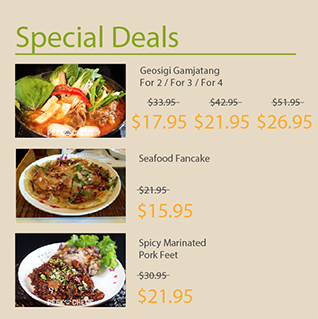 Special Deals
Geosigi Gamjatang
For 2 / For 3 / For 4
$33.95 $42.95 $51.95
$17.95 $21.95 $26.95
Seafood Fancake
$21.95
$15.95
Spicy Marinated
Pork Feet
$30.95
$21.95